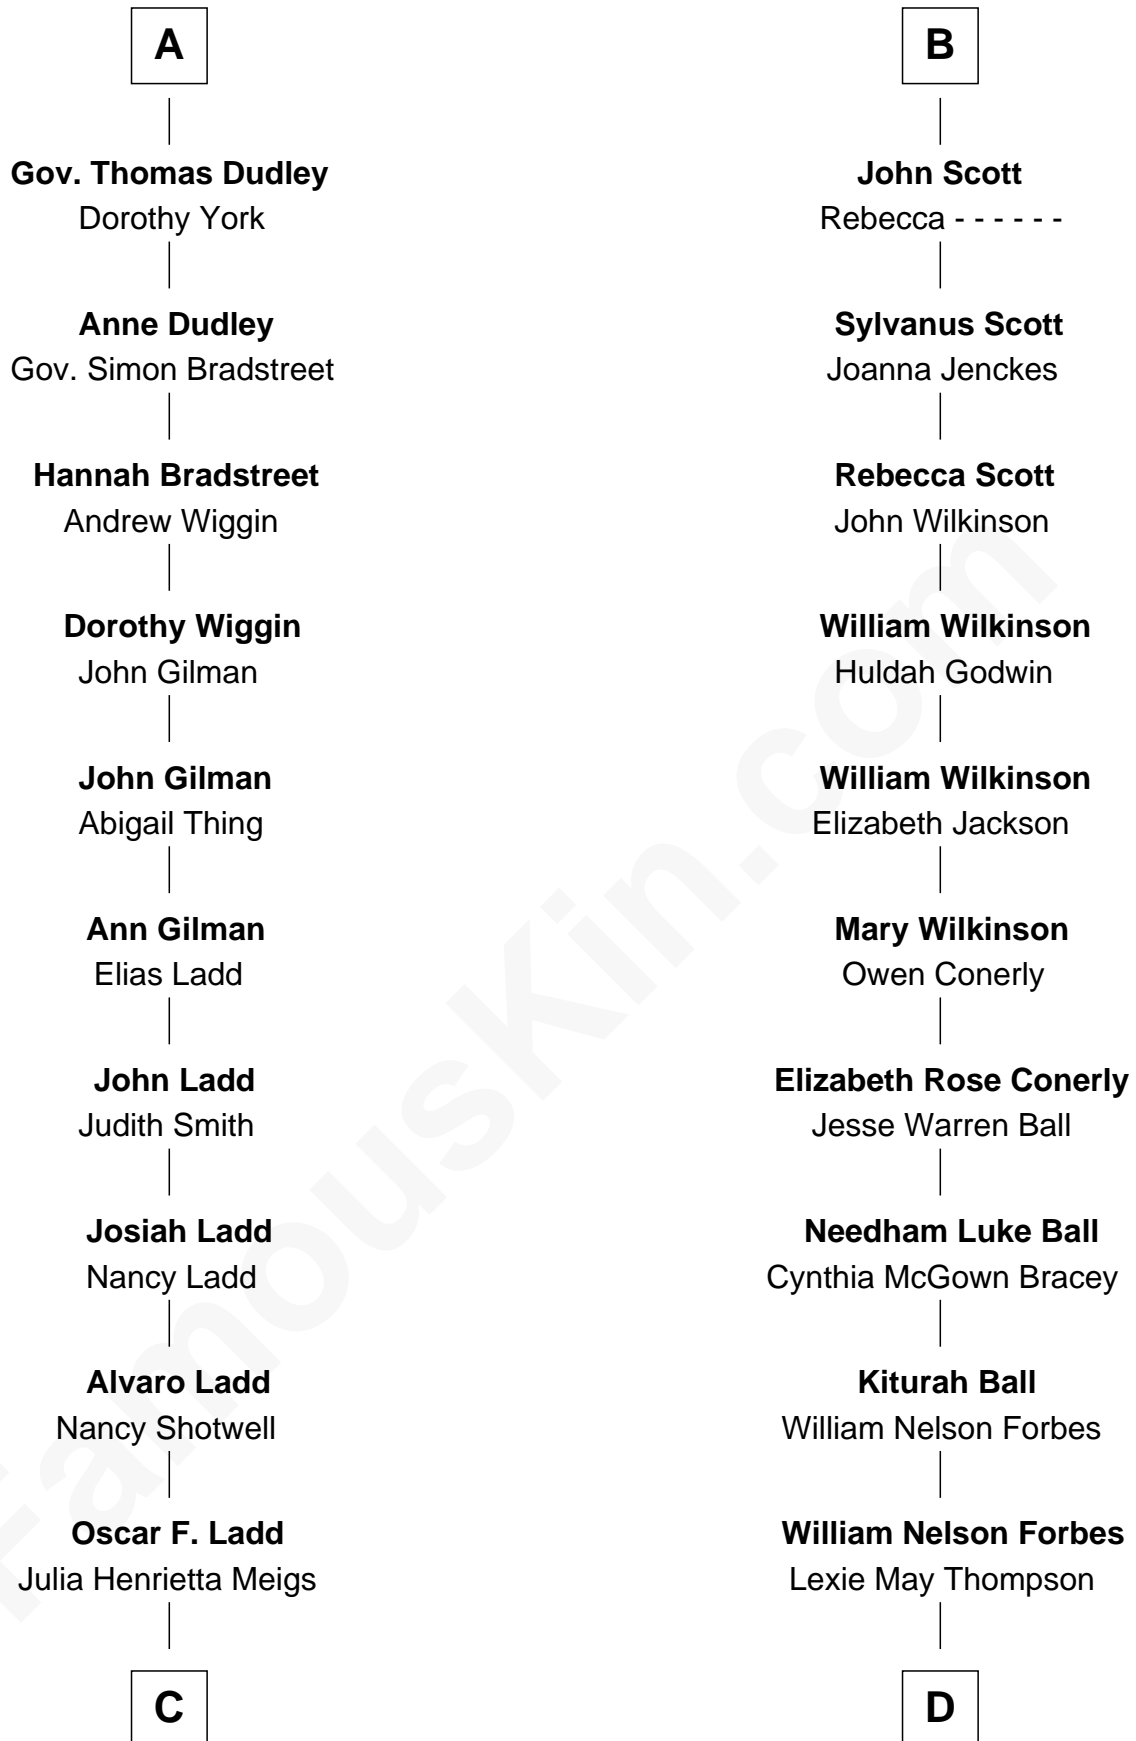 A
Gov. Thomas Dudley
Dorothy York
Anne Dudley
Gov. Simon Bradstreet
Hannah Bradstreet
Andrew Wiggin
Dorothy Wiggin
John Gilman
John Gilman
Abigail Thing
Ann Gilman
Elias Ladd
John Ladd
Judith Smith
Josiah Ladd
Nancy Ladd
Alvaro Ladd
Nancy Shotwell
Oscar F. Ladd
Julia Henrietta Meigs
C
B
John Scott
Rebecca - - - - - -
Sylvanus Scott
Joanna Jenckes
Rebecca Scott
John Wilkinson
William Wilkinson
Huldah Godwin
William Wilkinson
Elizabeth Jackson
Mary Wilkinson
Owen Conerly
Elizabeth Rose Conerly
Jesse Warren Ball
Needham Luke Ball
Cynthia McGown Bracey
Kiturah Ball
William Nelson Forbes
William Nelson Forbes
Lexie May Thompson
D
FamousKin.com